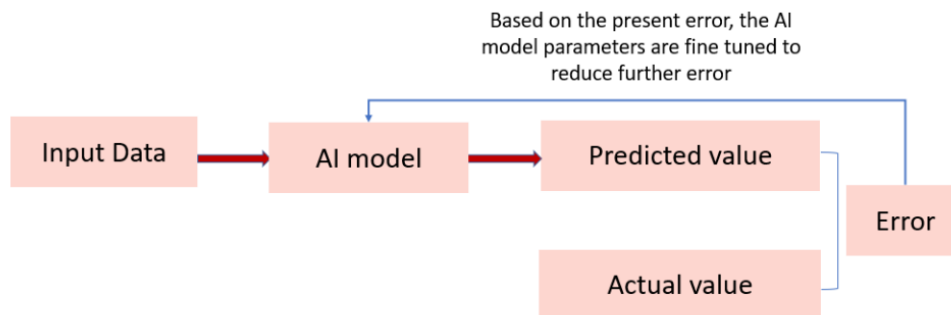 Based on the present error, the AI
model parameters are fine tuned to
reduce further error
Input Data
AI model
Predicted value
Error
Actual value